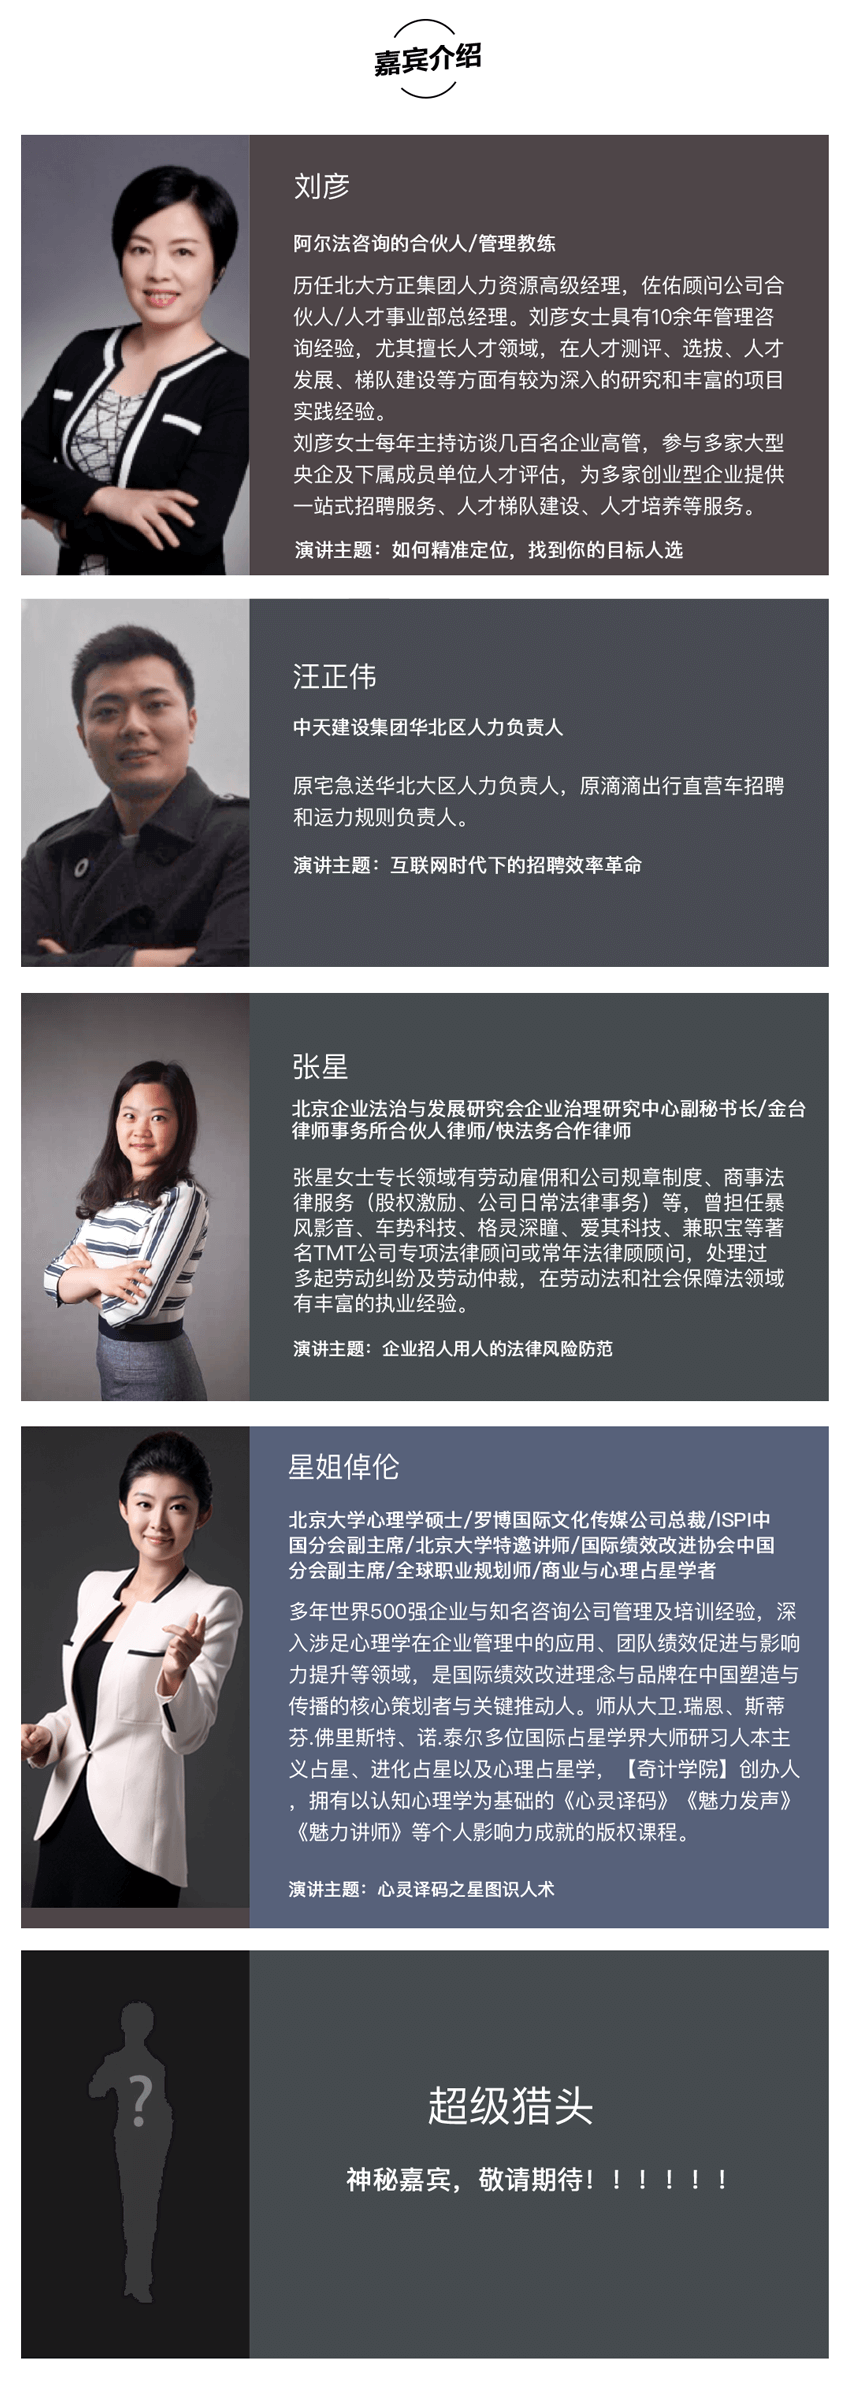 嘉宾介绍
刘彦
阿尔法咨询的合伙人/管理教练
历任北大方正集团人力资源高级经理，佐佑顾问公司合
伙人/人才事业部总经理。刘彦女士具有10余年管理咨
询经验，尤其擅长人才领域，在人才测评、选拔、人才
发展、梯队建设等方面有较为深入的研究和丰富的项目
实践经验。
刘彦女士每年主持访谈几百名企业高管，参与多家大型
央企及下属成员单位人才评估，为多家创业型企业提供
一站式招聘服务、人才梯队建设、人才培养等服务。
演讲主题：如何精准定位，找到你的目标人选
汪正伟
中天建设集团华北区人力负责人
原宅急送华北大区人力负责人，原滴滴出行直营车招聘
和运力规则负责人。
演讲主题：互联网时代下的招聘效率革命
张星
北京企业法治与发展研究会企业治理研究中心副秘书长/金台
律师事务所合伙人律师/快法务合作律师
张星女士专长领域有劳动雇佣和公司规章制度、商事法
律服务（股权激励、公司日常法律事务）等，曾担任暴
风影音、车势科技、格灵深瞳、爱其科技、兼职宝等著
名TMT公司专项法律顾问或常年法律顾顾问，处理过
多起劳动纠纷及劳动仲裁，在劳动法和社会保障法领域
有丰富的执业经验。
演讲主题：企业招人用人的法律风险防范
星姐倬伦
北京大学心理学硕士/罗博国际文化传媒公司总裁/ISPI中
国分会副主席/北京大学特邀讲师/国际绩效改进协会中国
分会副主席/全球职业规划师/商业与心理占星学者
多年世界500强企业与知名咨询公司管理及培训经验，深
入涉足心理学在企业管理中的应用、团队绩效促进与影响
力提升等领域，是国际绩效改进理念与品牌在中国塑造与
传播的核心策划者与关键推动人。师从大卫.瑞恩、斯蒂
芬.佛里斯特、诺.泰尔多位国际占星学界大师研习人本主
义占星、进化占星以及心理占星学，【奇计学院】创办人
，拥有以认知心理学为基础的《心灵译码》《魅力发声》
《魅力讲师》等个人影响力成就的版权课程。
演讲主题：心灵译码之星图识人术
?
超级猎头
神秘嘉宾，敬请期待！！！！！！